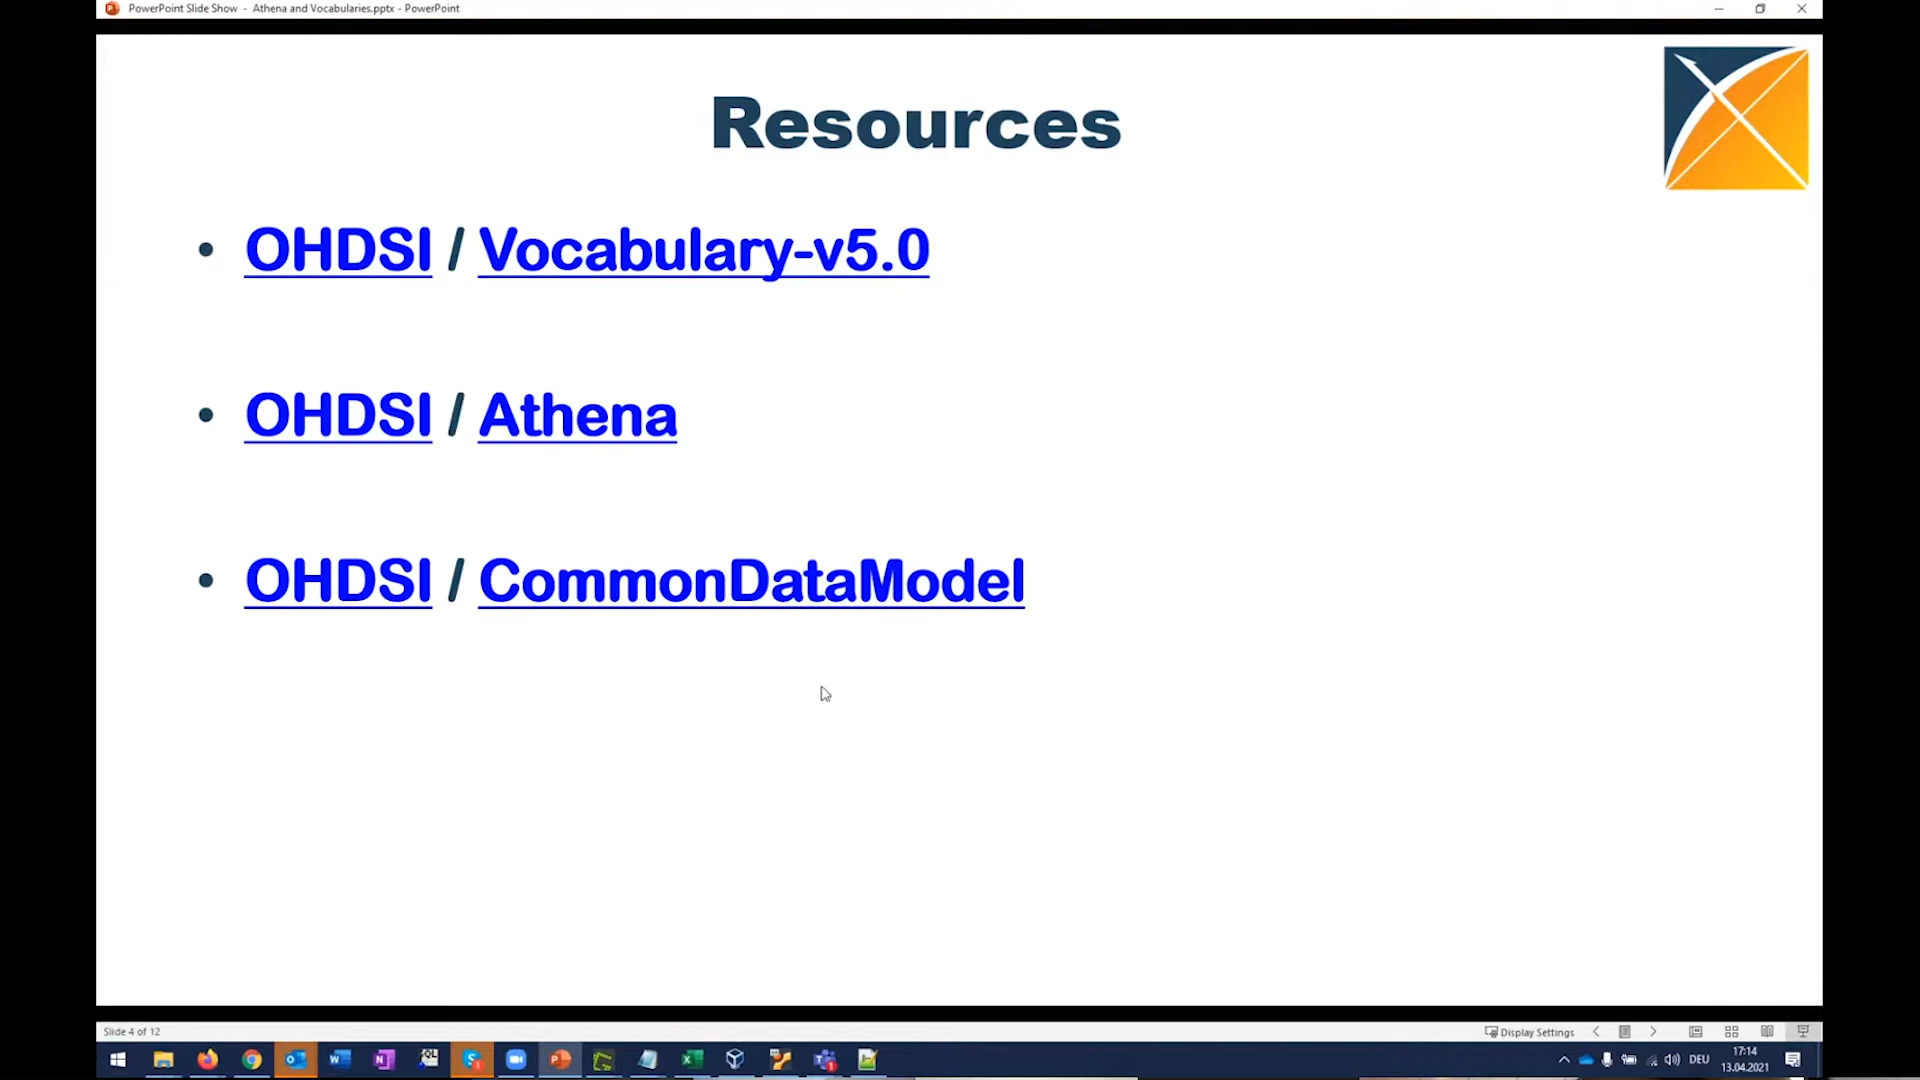 PowerPoint Slide Show - Athena and Vocabularies.pptx - PowerPoint
Resources
• OHDSI / Vocabulary-v5.0
• OHDSI / Athena
• OHDSI / CommonDataModel
Slide 4 of 12
Display Settings
DEU
17:14
13.04.2021